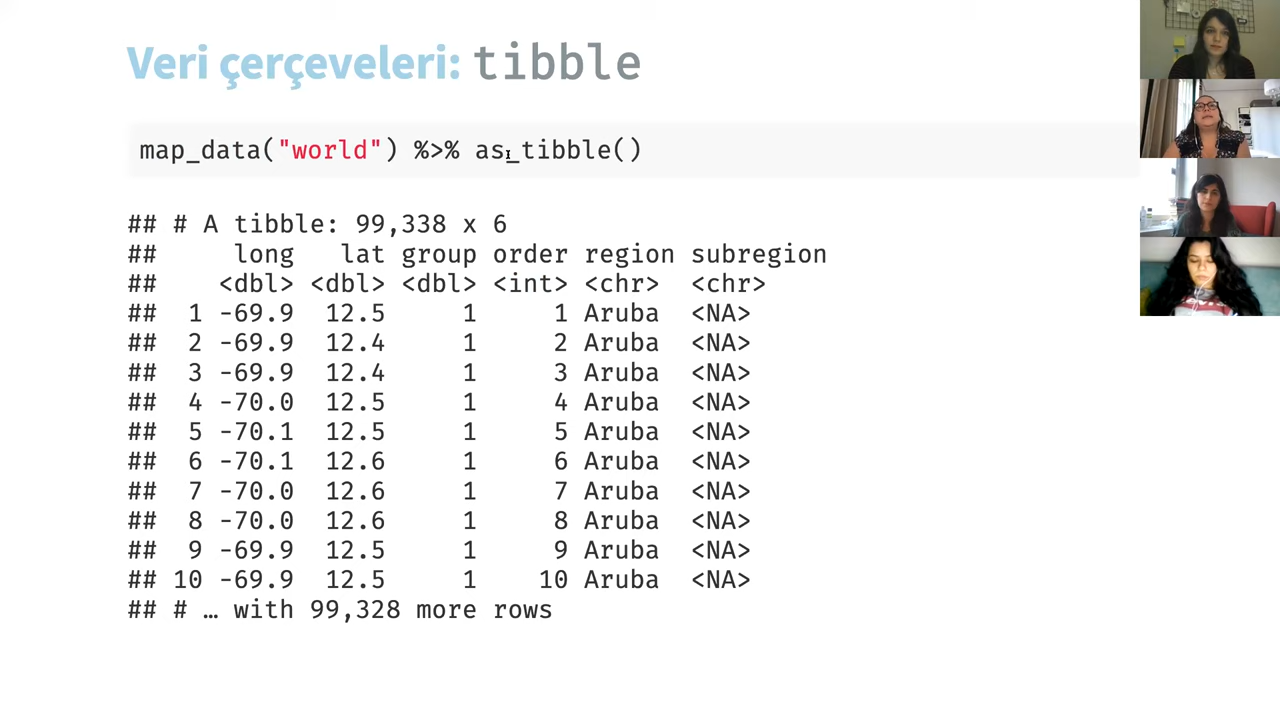 Veri çerçeveleri: tibble
map_data("world") %>% as_tibble()
## # A tibble: 99,338 x 6
##     long   lat group order region subregion
##    <dbl> <dbl> <dbl> <int> <chr>  <chr>
##  1 -69.9  12.5     1     1 Aruba  <NA>
##  2 -69.9  12.4     1     2 Aruba  <NA>
##  3 -69.9  12.4     1     3 Aruba  <NA>
##  4 -70.0  12.5     1     4 Aruba  <NA>
##  5 -70.1  12.5     1     5 Aruba  <NA>
##  6 -70.1  12.6     1     6 Aruba  <NA>
##  7 -70.0  12.6     1     7 Aruba  <NA>
##  8 -70.0  12.6     1     8 Aruba  <NA>
##  9 -69.9  12.5     1     9 Aruba  <NA>
## 10 -69.9  12.5     1    10 Aruba  <NA>
## # … with 99,328 more rows